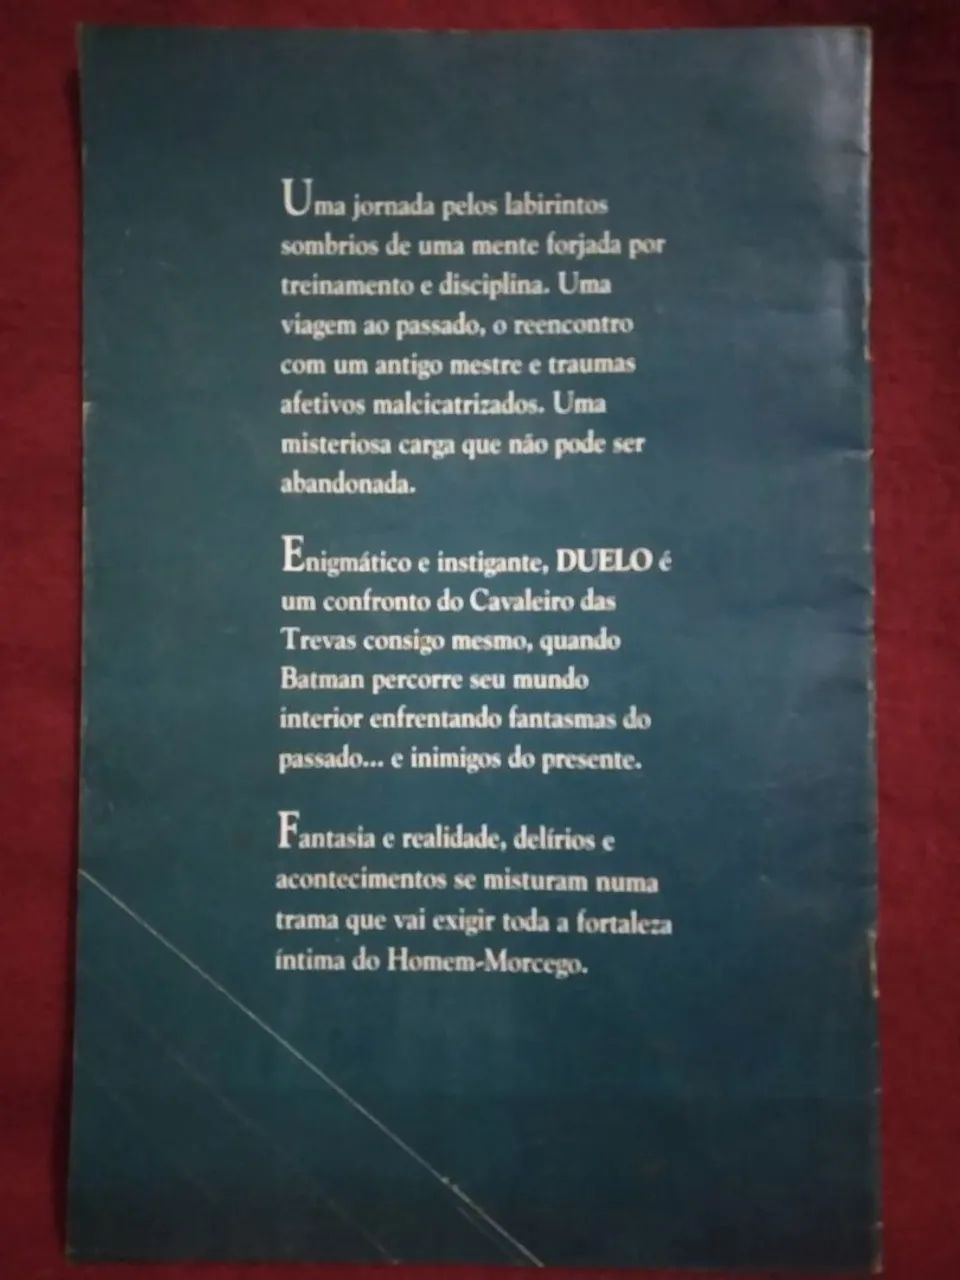 Uma jornada pelos labirintos
sombrios de uma mente forjada por
treinamento e disciplina. Uma
viagem ao passado, o reencontro
com um antigo mestre e traumas
afetivos malcicatrizados. Uma
misteriosa carga que não pode ser
abandonada.
Enigmático e instigante, DUELO é
um confronto do Cavaleiro das
Trevas consigo mesmo, quando
Batman percorre seu mundo
interior enfrentando fantasmas do
passado... e inimigos do presente.
Fantasia e realidade, delírios e
acontecimentos se misturam numa
trama que vai exigir toda a fortaleza
íntima do Homem-Morcego.